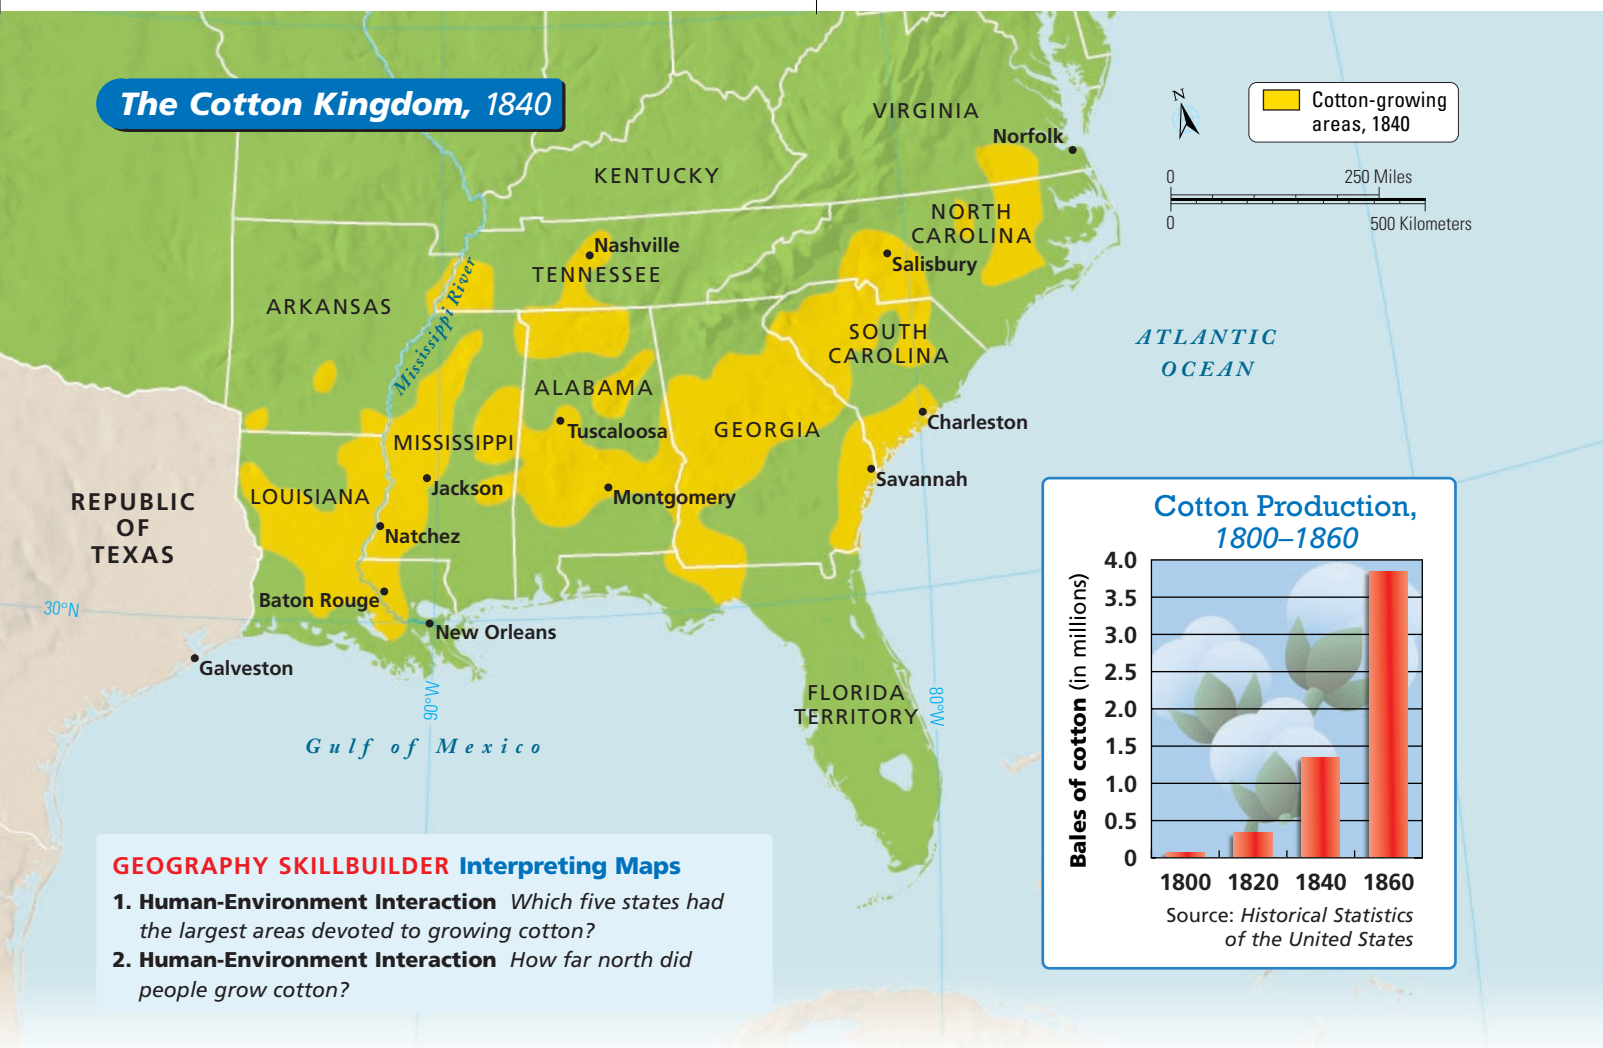 The Cotton Kingdom, 1840
N
Cotton-growing
areas, 1840
0 250 Miles
0 500 Kilometers
VIRGINIA
Norfolk
KENTUCKY
NORTH
CAROLINA
Nashville
TENNESSEE
Salisbury
ARKANSAS
Mississippi River
SOUTH
CAROLINA
ATLANTIC
OCEAN
ALABAMA
Charleston
Tuscaloosa
GEORGIA
MISSISSIPPI
Savannah
Jackson
LOUISIANA
Montgomery
REPUBLIC
OF
TEXAS
Natchez
Baton Rouge
30°N
New Orleans
Galveston
90°W
80°W
FLORIDA
TERRITORY
Gulf of Mexico
Cotton Production,
1800–1860
Bales of cotton (in millions)
4.0
3.5
3.0
2.5
2.0
1.5
1.0
0.5
0
1800 1820 1840 1860
Source: Historical Statistics
of the United States
GEOGRAPHY SKILLBUILDER Interpreting Maps
1. Human-Environment Interaction Which five states had
the largest areas devoted to growing cotton?
2. Human-Environment Interaction How far north did
people grow cotton?